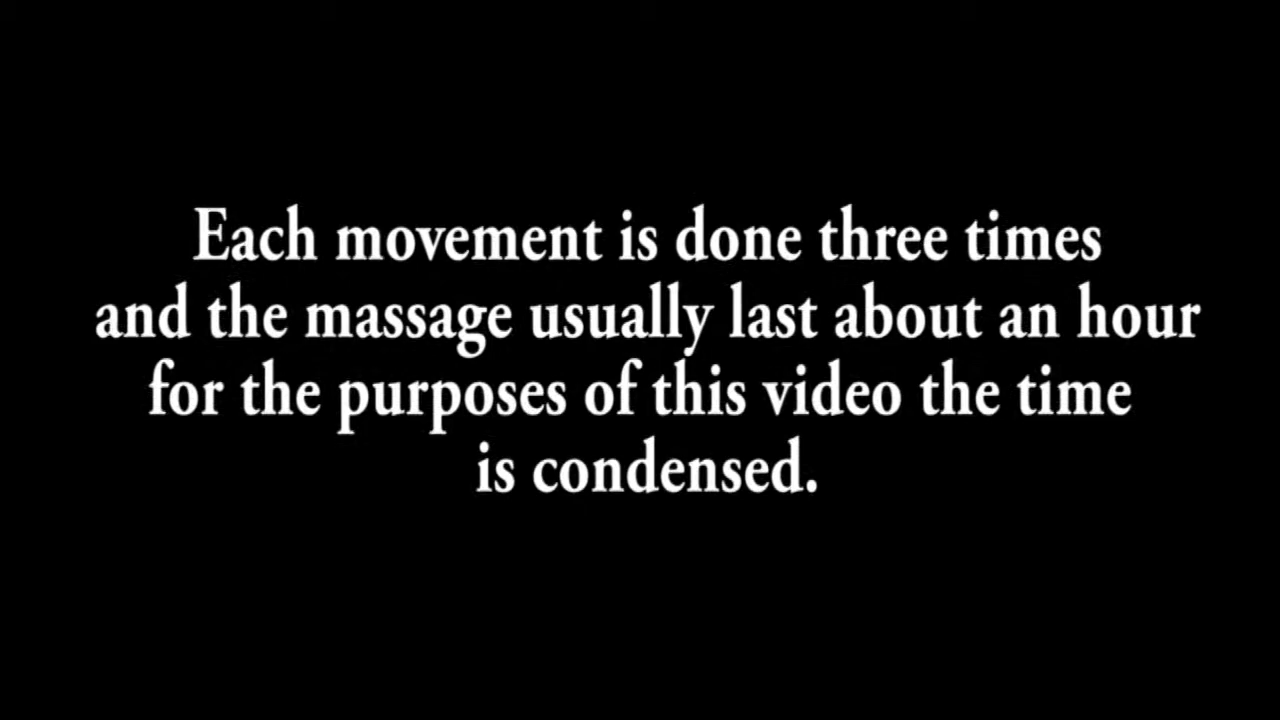 Each movement is done three times
and the massage usually last about an hour
for the purposes of this video the time
is condensed.